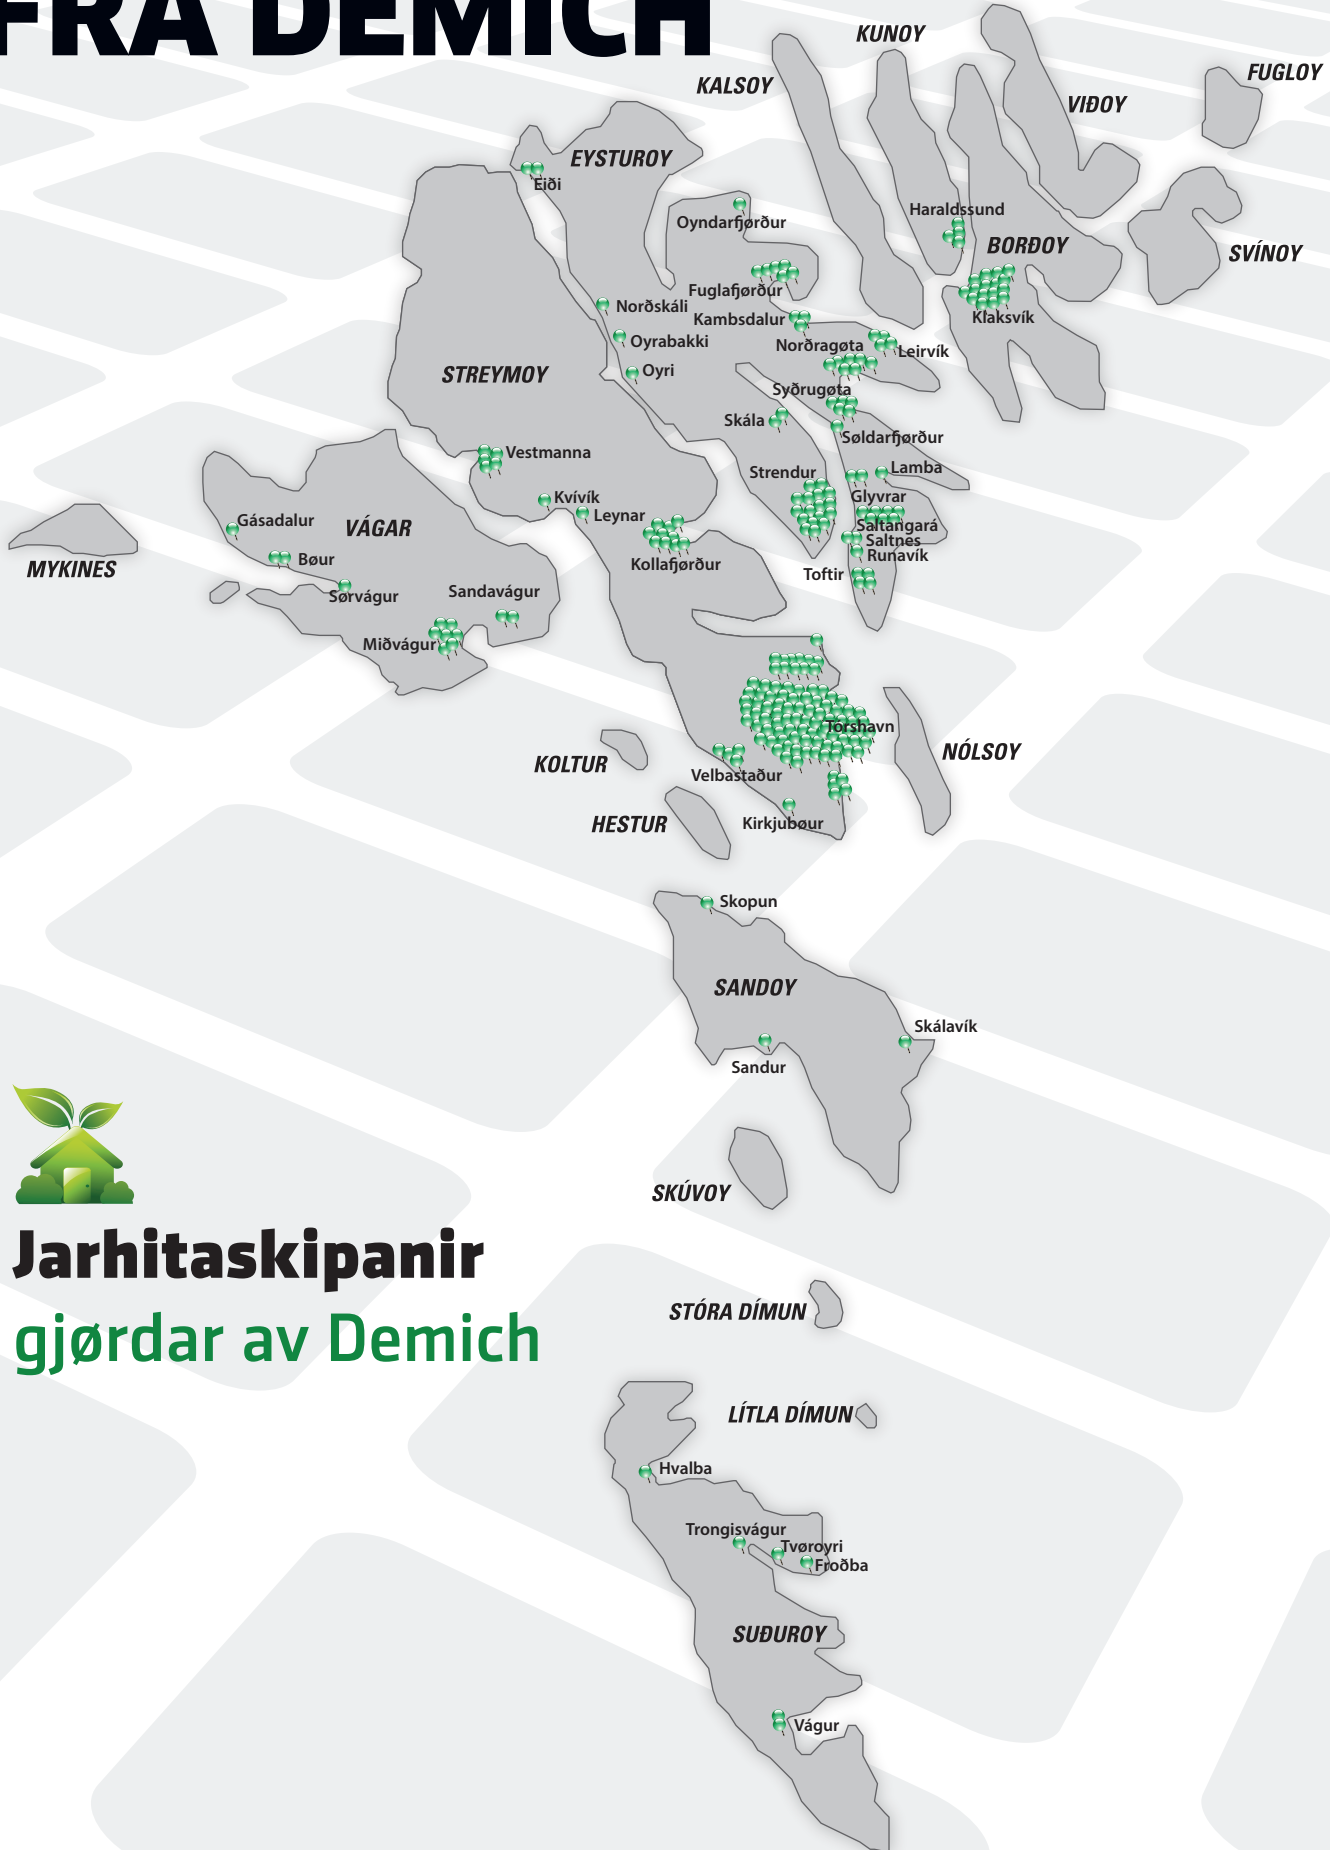 FRÁ DEMICH
KUNOY
FUGLOY
KALSOY
VIÐOY
EYSTUROY
Eiði
Haraldssund
Oyndarfjørður
BORÐOY
SVÍNOY
Fuglafjørður
Norðskáli
Klaksvík
Kambsdalur
Oyrabakki
Norðragøta
Leirvík
Oyri
STREYMOY
Syðrugøta
Skála
Søldarfjørður
Vestmanna
Lamba
Strendur
Kvívík
Glyvrar
Leynar
Gásadalur
VÁGAR
Saltangará
Saltnes
Runavík
Bøur
Kollafjørður
MYKINES
Toftir
Sandavágur
Sørvágur
Miðvágur
Tórshavn
NÓLSOY
KOLTUR
Velbastaður
HESTUR
Kirkjubøur
Skopun
SANDOY
Skálavík
Sandur
SKÚVOY
Jarhitaskipanir
gjørdar av Demich
STÓRA DÍMUN
LÍTLA DÍMUN
Hvalba
Trongisvágur
Tvøroyri
Froðba
SUÐUROY
Vágur